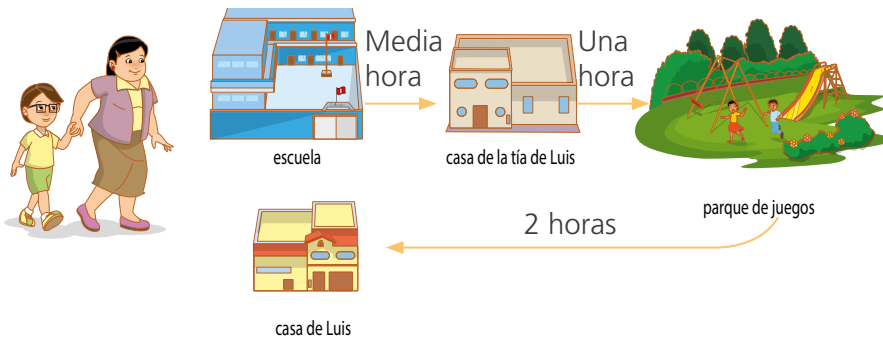 Media
hora
Una
hora
escuela
casa de la tía de Luis
parque de juegos
2 horas
casa de Luis